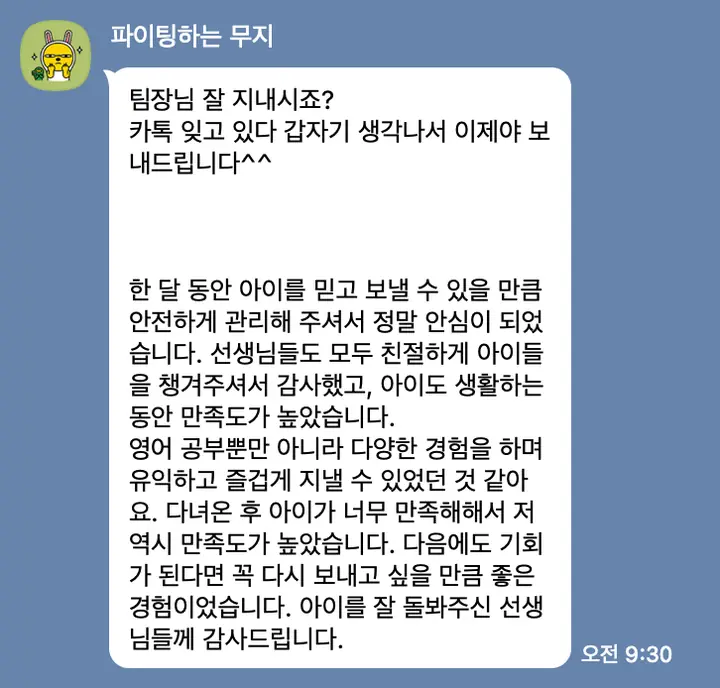 파이팅하는 무지
팀장님 잘 지내시죠?
카톡 잊고 있다 갑자기 생각나서 이제야 보
내드립니다^^
한 달 동안 아이를 믿고 보낼 수 있을 만큼
안전하게 관리해 주셔서 정말 안심이 되었
습니다. 선생님들도 모두 친절하게 아이들
을 챙겨주셔서 감사했고, 아이도 생활하는
동안 만족도가 높았습니다.
영어 공부뿐만 아니라 다양한 경험을 하며
유익하고 즐겁게 지낼 수 있었던 것 같아
요. 다녀온 후 아이가 너무 만족해해서 저
역시 만족도가 높았습니다. 다음에도 기회
가 된다면 꼭 다시 보내고 싶을 만큼 좋은
경험이었습니다. 아이를 잘 돌봐주신 선생
님들께 감사드립니다.
오전 9:30